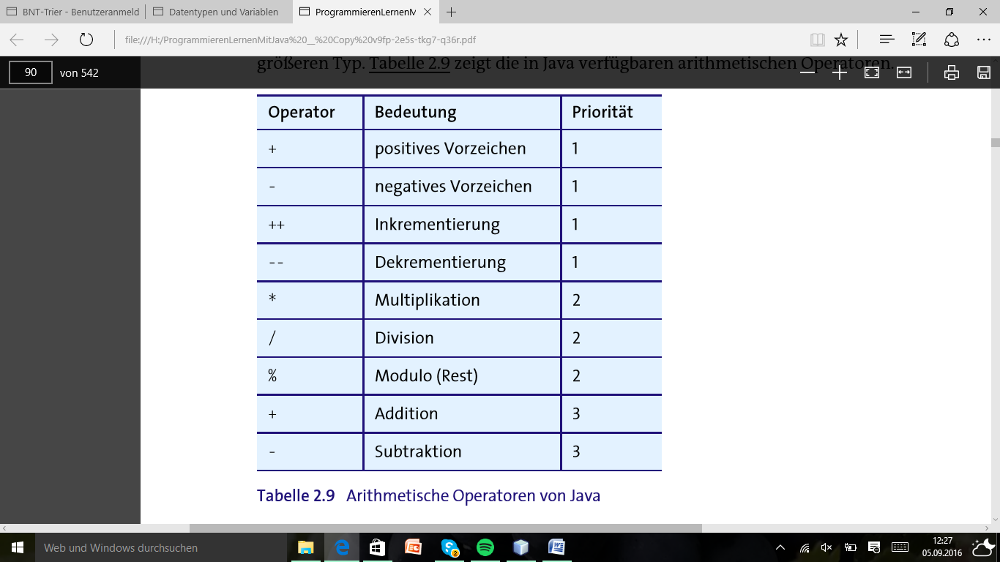 BNT-Trier - Benutzeranmeld
Datentypen und Variablen
ProgrammierenLernenM
file:///H:/ProgrammierenLernenMitJava%20__%20Copy%20v9fp-2e5s-tkg7-q36r.pdf
größeren Typ. Tabelle 2.9 zeigt die in Java verfügbaren arithmetischen Operatoren.
90 von 542
Operator Bedeutung Priorität
+ positives Vorzeichen 1
- negatives Vorzeichen 1
++ Inkrementierung 1
-- Dekrementierung 1
* Multiplikation 2
/ Division 2
% Modulo (Rest) 2
+ Addition 3
- Subtraktion 3
Tabelle 2.9 Arithmetische Operatoren von Java
Web und Windows durchsuchen
2
12:27
05.09.2016